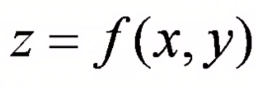 z = f(x, y)